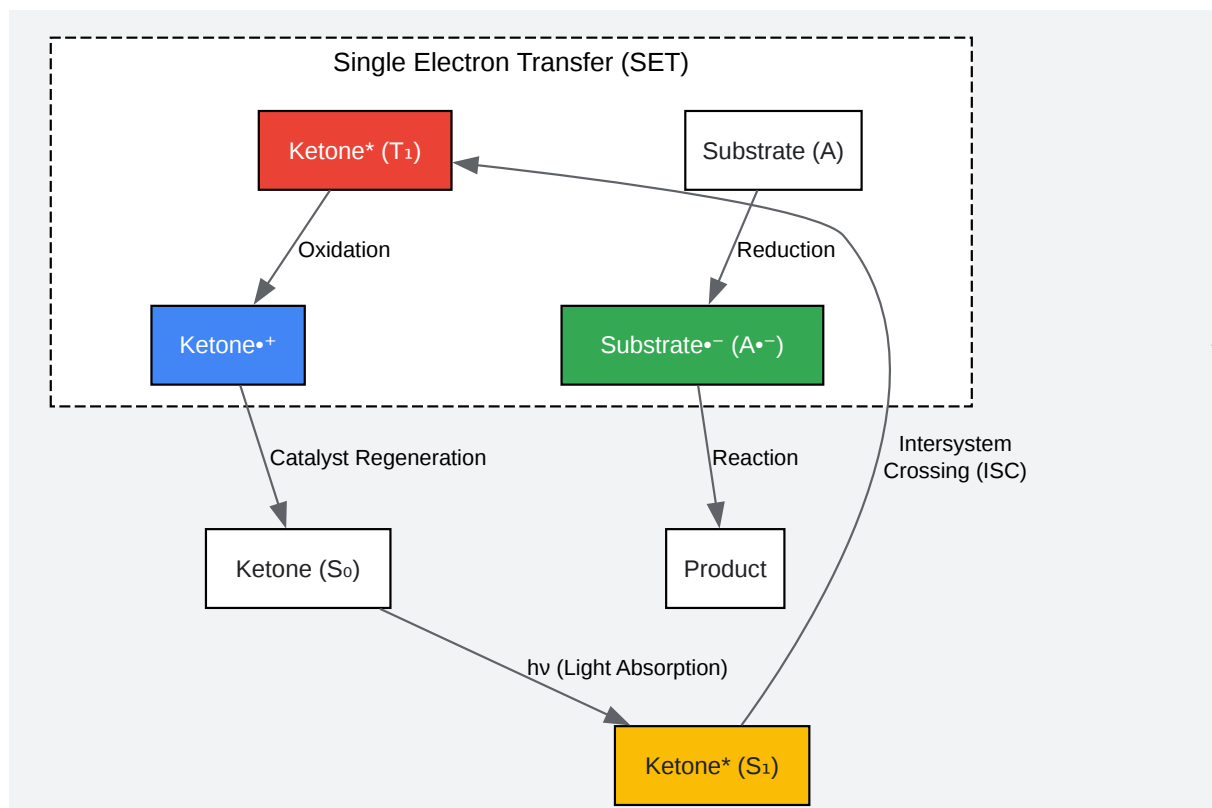 Single Electron Transfer (SET)
Ketone* (T₁)
Substrate (A)
Oxidation
Reduction
Ketone•⁺
Substrate•⁻ (A•⁻)
Intersystem
Crossing (ISC)
Catalyst Regeneration
Reaction
Ketone (S₀)
Product
hν (Light Absorption)
Ketone* (S₁)